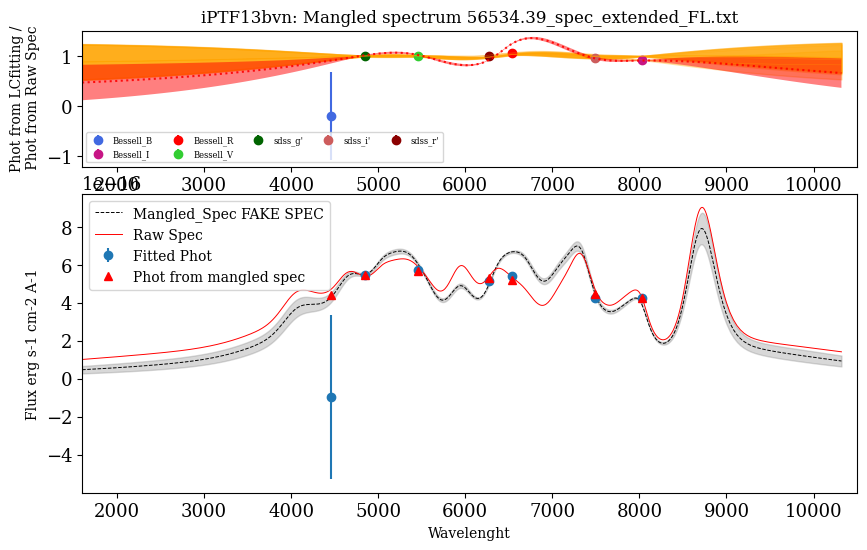 iPTF13bvn: Mangled spectrum 56534.39_spec_extended_FL.txt
Phot from LCfitting /
Phot from Raw Spec
1
0
−1
Bessell_B
Bessell_R
sdss_g'
sdss_i'
sdss_r'
Bessell_I
Bessell_V
2000 3000 4000 5000 6000 7000 8000 9000 10000
1e−16
Flux erg s-1 cm-2 A-1
8
6
4
2
0
−2
−4
Mangled_Spec FAKE SPEC
Raw Spec
Fitted Phot
Phot from mangled spec
2000 3000 4000 5000 6000 7000 8000 9000 10000
Wavelenght